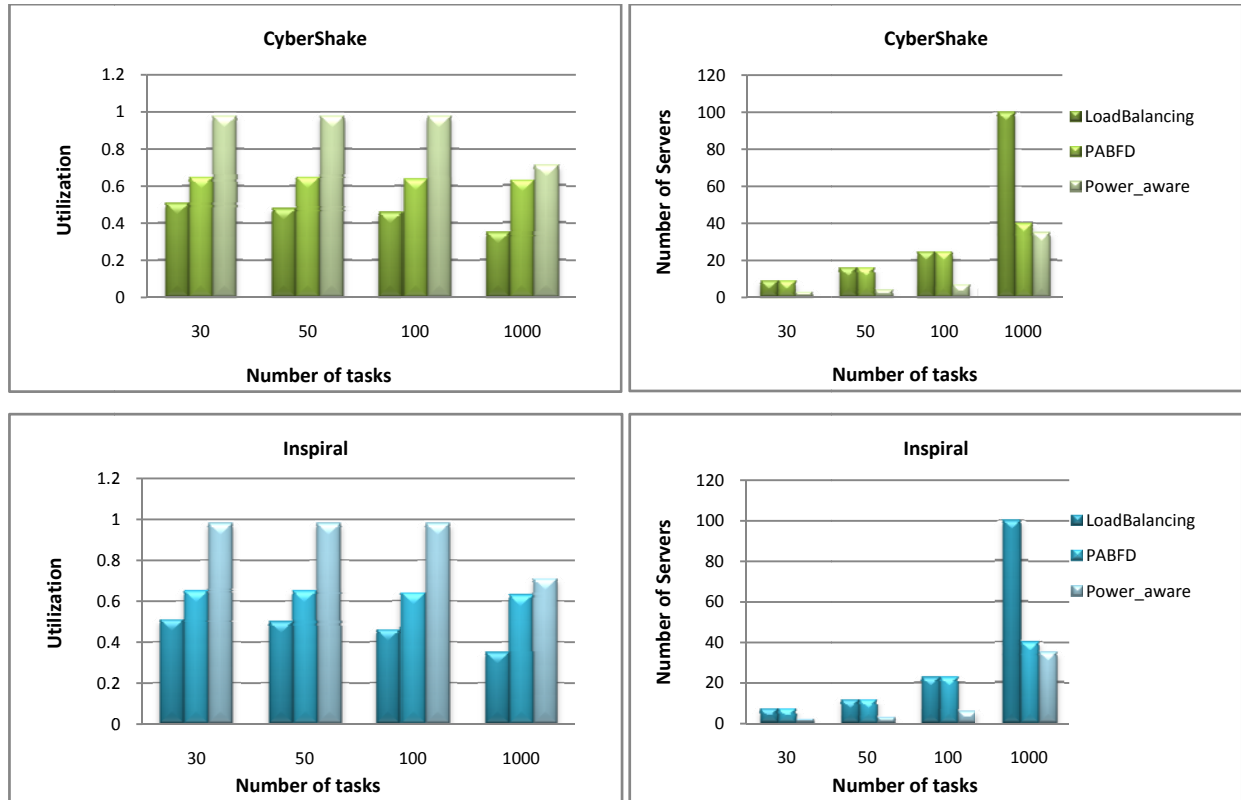 CyberShake
1.2
1
0.8
0.6
0.4
0.2
0
Utilization
30 50 100 1000
Number of tasks
CyberShake
120
100
80
60
40
20
0
Number of Servers
30 50 100 1000
Number of tasks
LoadBalancing
PABFD
Power_aware
Inspiral
1.2
1
0.8
0.6
0.4
0.2
0
Utilization
30 50 100 1000
Number of tasks
Inspiral
120
100
80
60
40
20
0
Number of Servers
30 50 100 1000
Number of tasks
LoadBalancing
PABFD
Power_aware